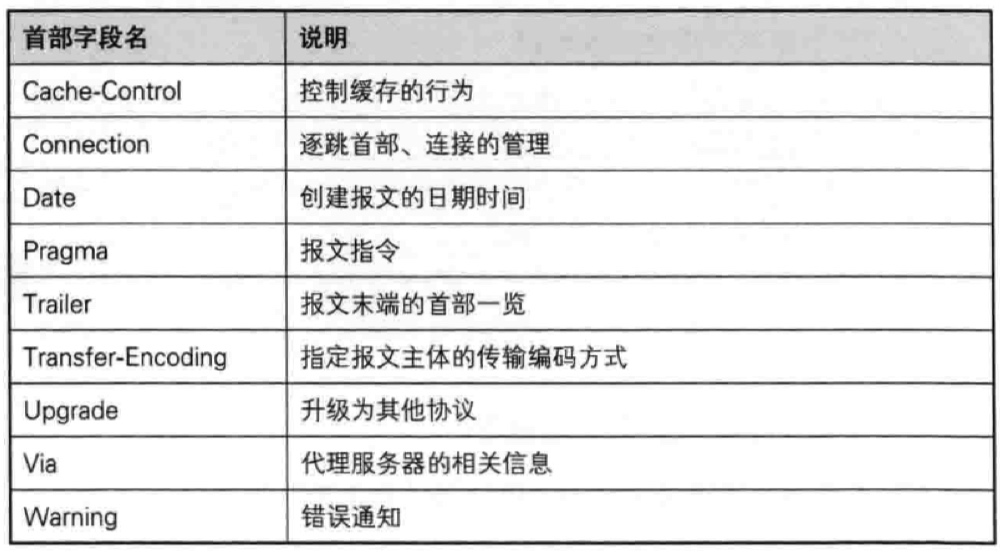 首部字段名 说明
Cache-Control 控制缓存的行为
Connection 逐跳首部、连接的管理
Date 创建报文的日期时间
Pragma 报文指令
Trailer 报文末端的首部一览
Transfer-Encoding 指定报文主体的传输编码方式
Upgrade 升级为其他协议
Via 代理服务器的相关信息
Warning 错误通知